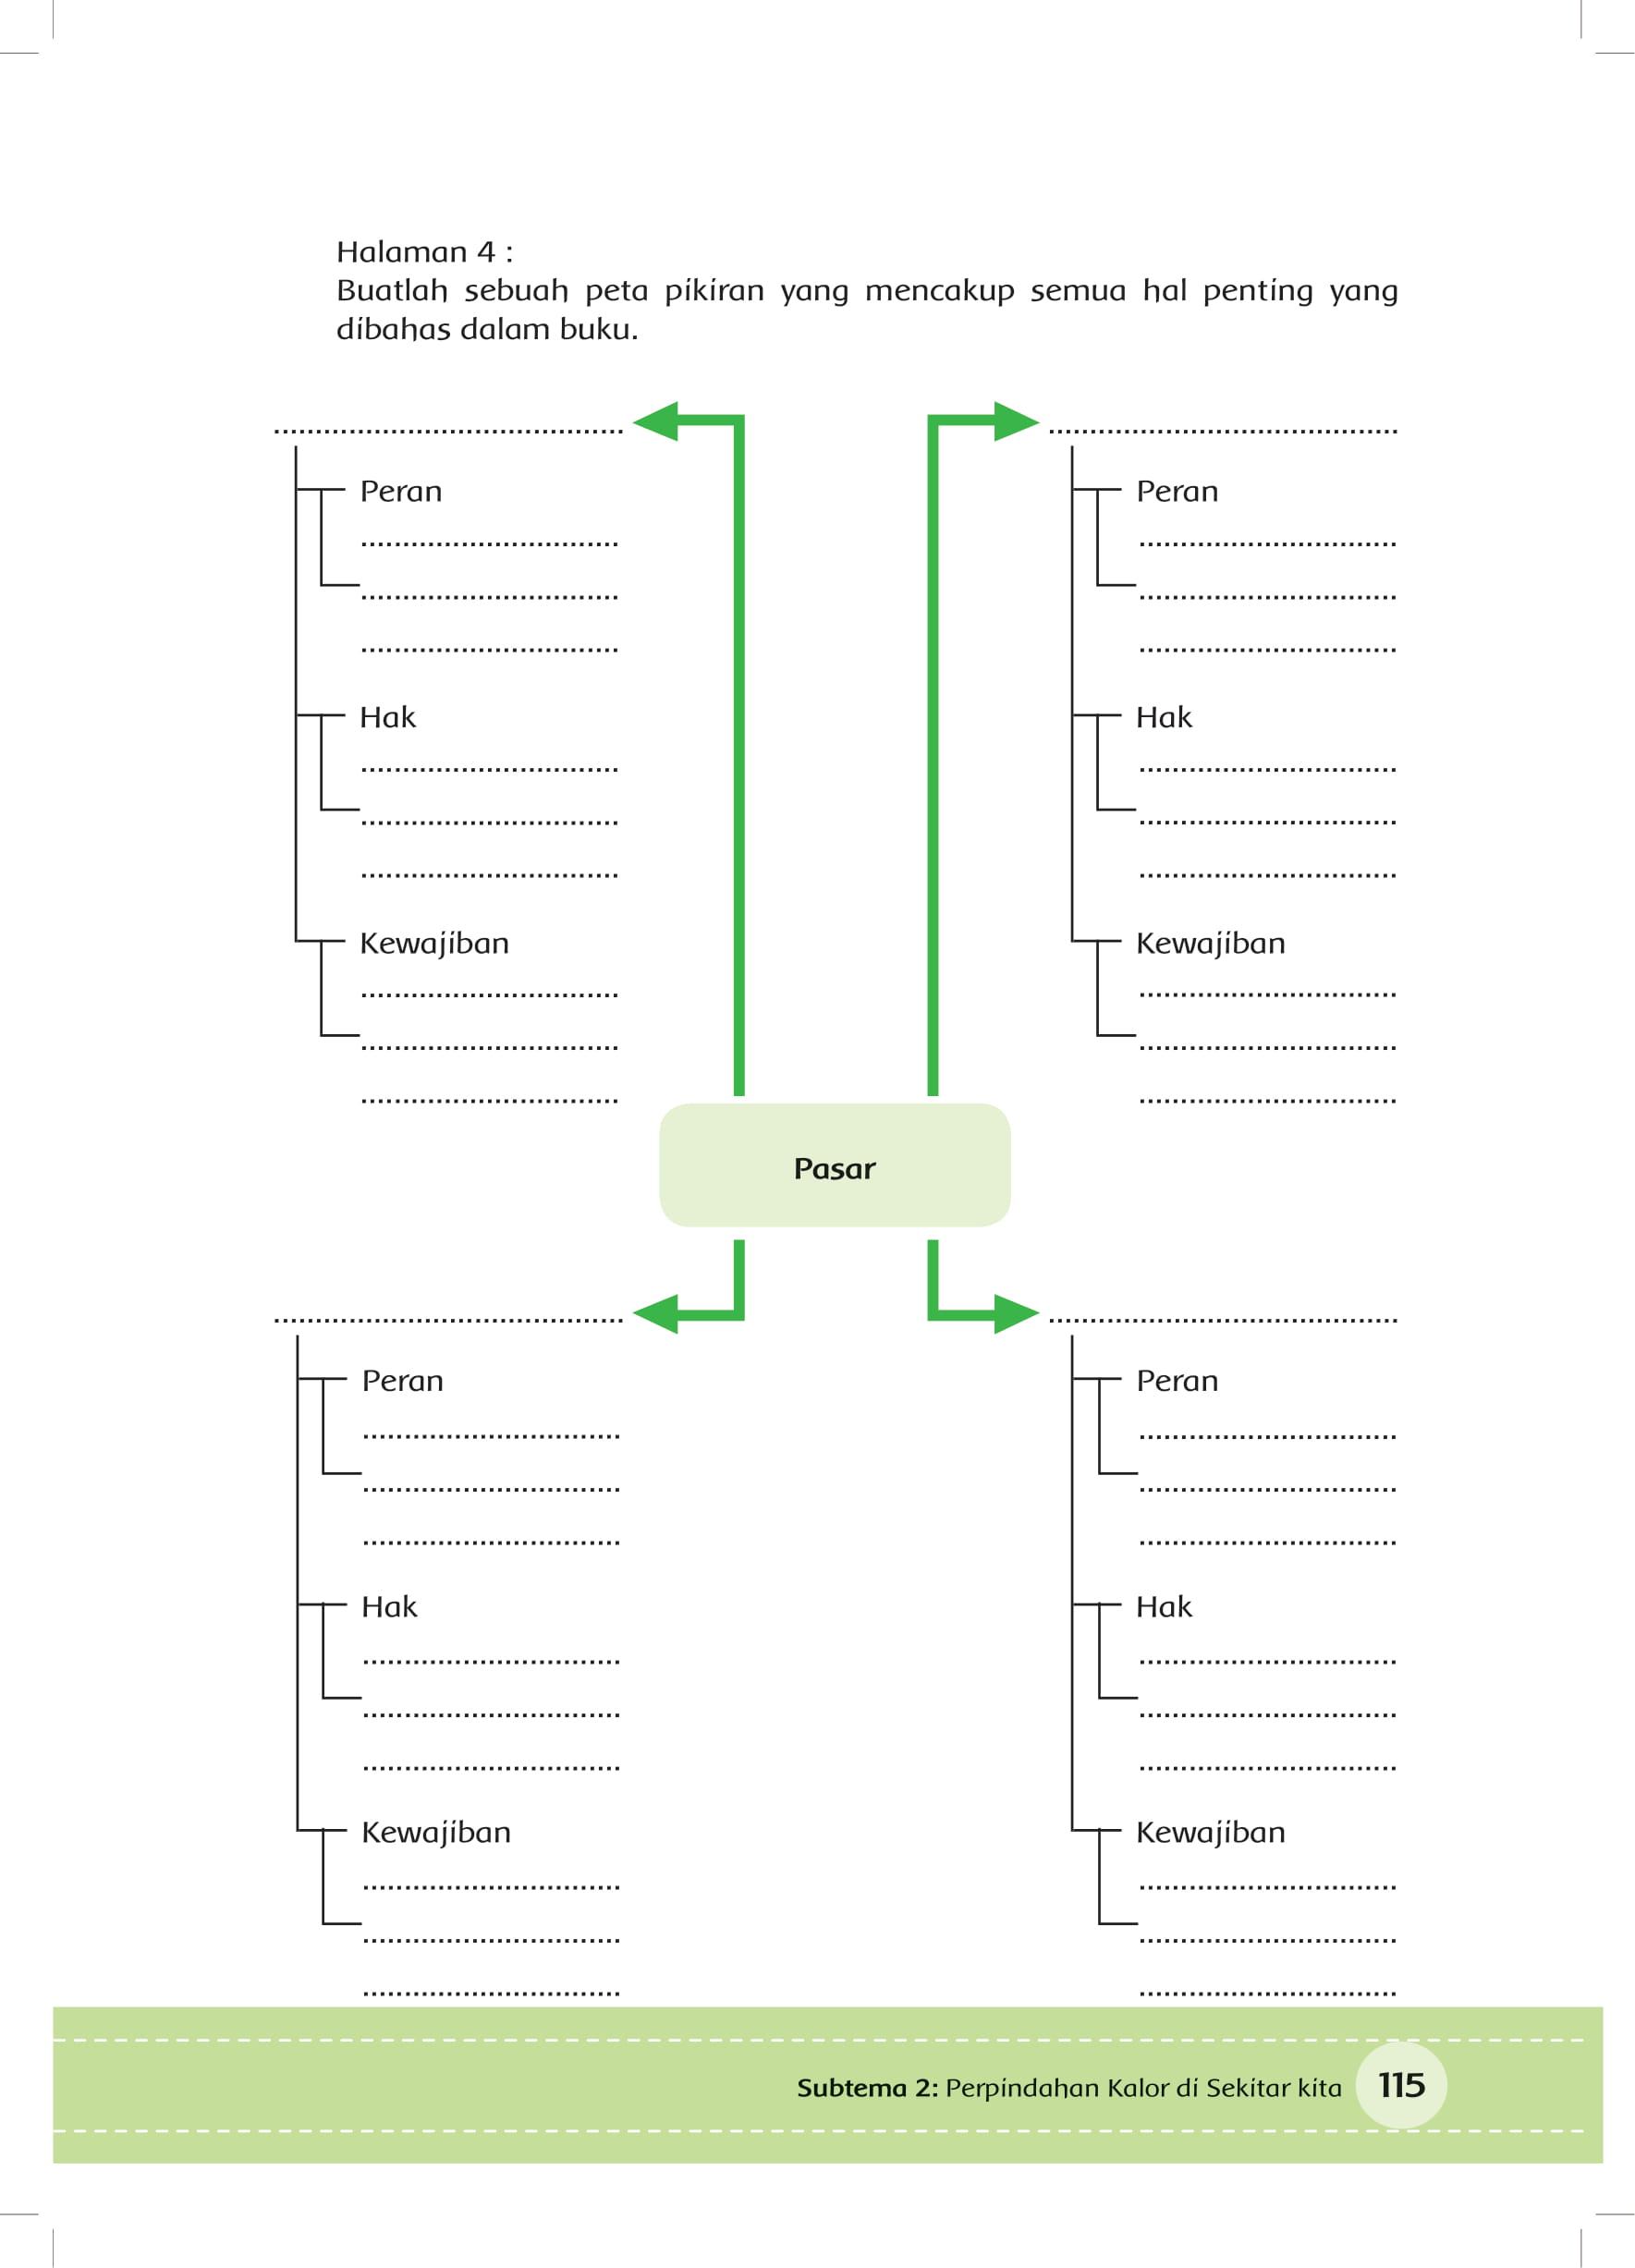 Halaman 4 :
Buatlah sebuah peta pikiran yang mencakup semua hal penting yang
dibahas dalam buku.
Peran
Hak
Kewajiban
Peran
Hak
Kewajiban
Pasar
Peran
Hak
Kewajiban
Peran
Hak
Kewajiban
Subtema 2: Perpindahan Kalor di Sekitar kita
115